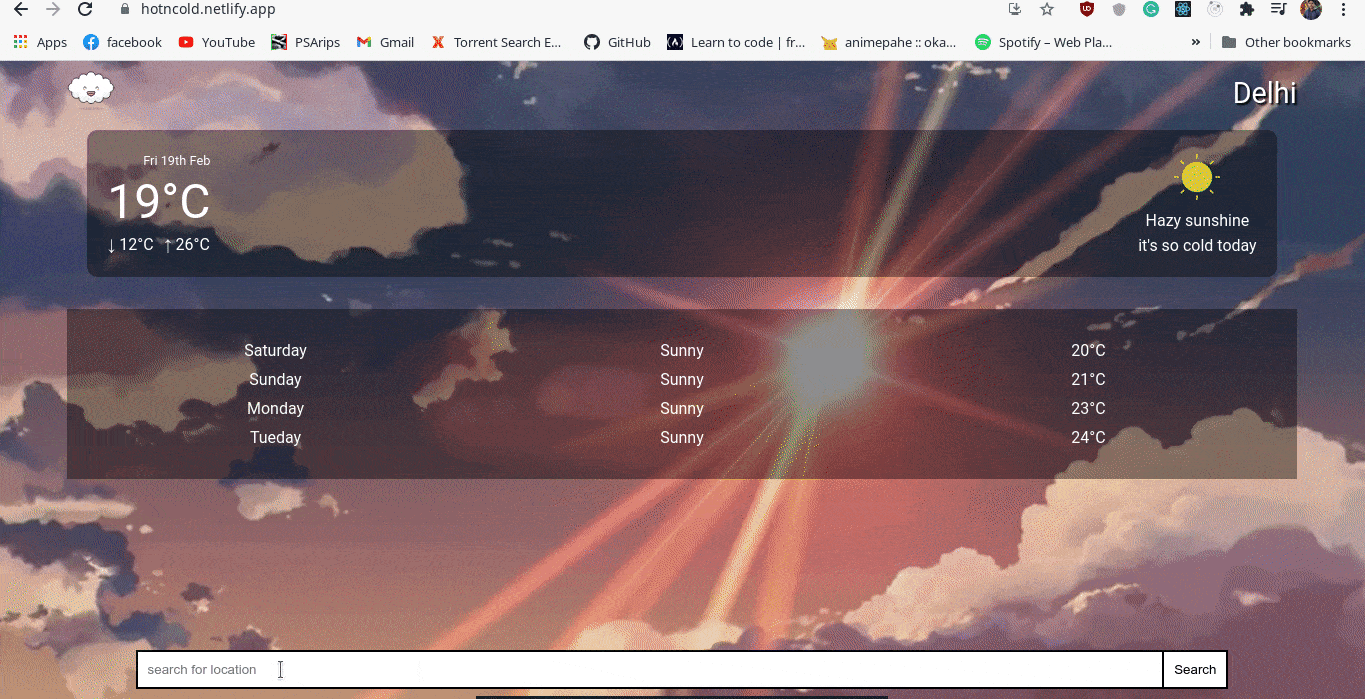 hotncold.netlify.app
Apps facebook YouTube PSArips Gmail Torrent Search E... GitHub Learn to code | fr... animepahe :: oka... Spotify – Web Pla... » Other bookmarks
Delhi
Fri 19th Feb
19°C
↓ 12°C ↑ 26°C
Hazy sunshine
it's so cold today
Saturday Sunny 20°C
Sunday Sunny 21°C
Monday Sunny 23°C
Tueday Sunny 24°C
search for location Search